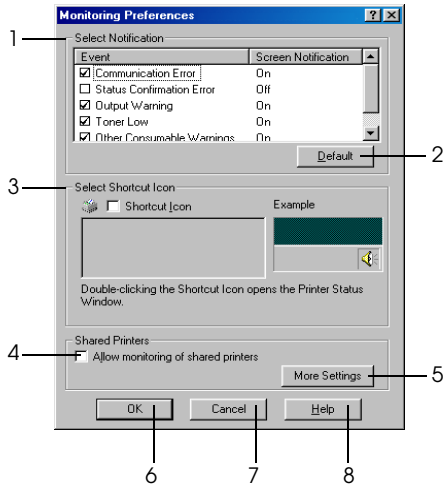 Monitoring Preferences
1
Select Notification
Event Screen Notification
Communication Error On
Status Confirmation Error Off
Output Warning On
Toner Low On
Other Consumable Warnings On
Default
2
3
Select Shortcut Icon
Shortcut Icon
Example
Double-clicking the Shortcut Icon opens the Printer Status
Window.
Shared Printers
4
Allow monitoring of shared printers
More Settings
5
OK Cancel Help
6 7 8